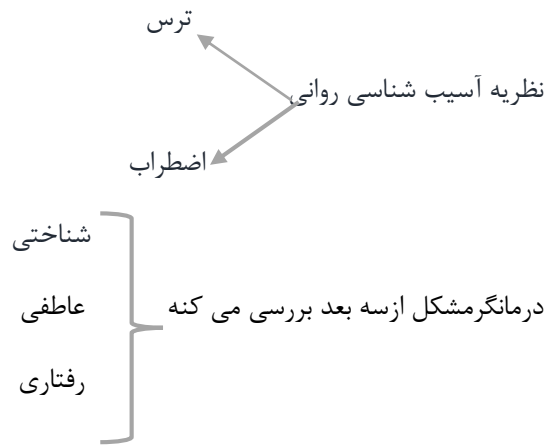 ترس
نظریه آسیب شناسی روانی
اضطراب
شناختی
درمانگرمشکل ازسه بعد بررسی می کنه
عاطفی
رفتاری